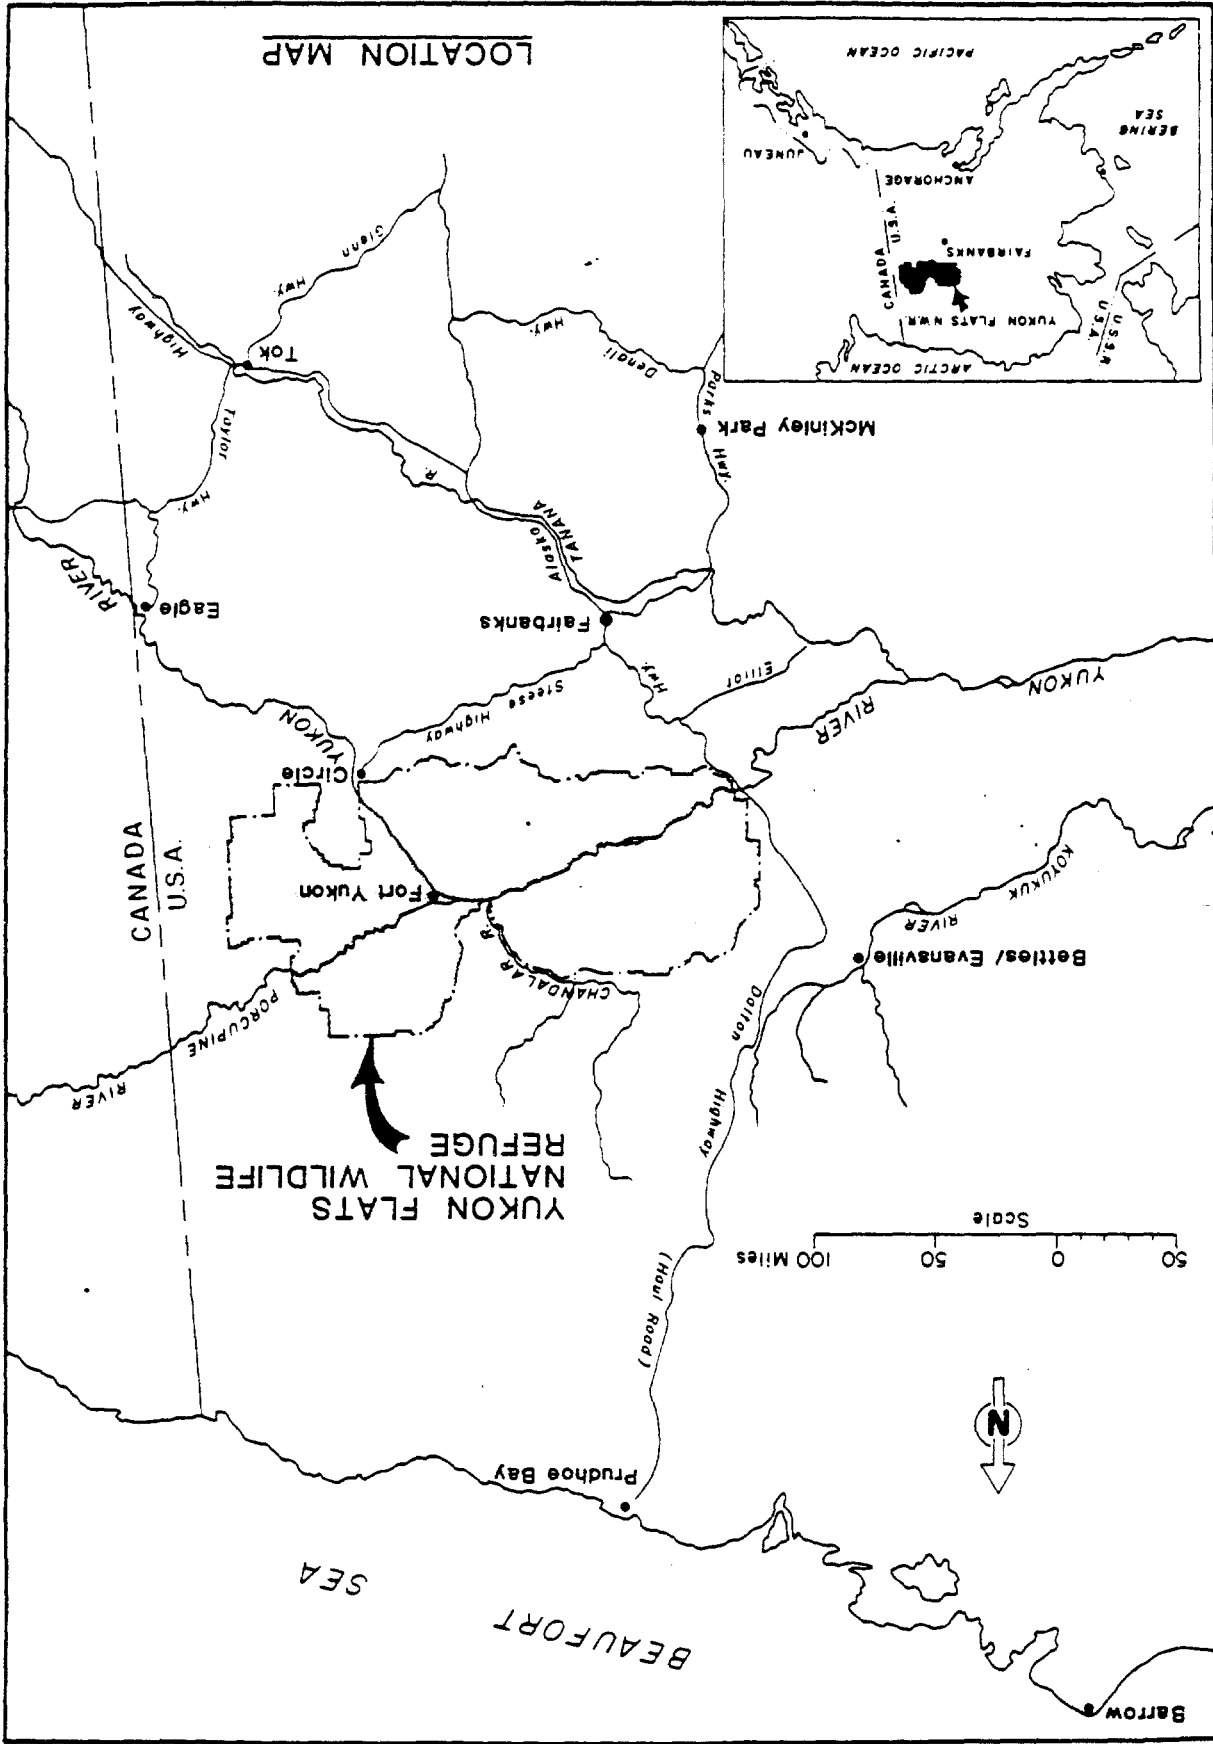 Barrow
BEAUFORT
SEA
Prudhoe Bay
N
50 0 50 100 Miles
Scale
(Haul Road)
YUKON FLATS
NATIONAL WILDLIFE
REFUGE
Highway
Dalton
RIVER
PORCUPINE
CHANDALAR R.
Bettles/ Evansville
KOYUKUK
RIVER
Fort Yukon
CANADA
U.S.A.
Circle
YUKON
RIVER
YUKON
RIVER
Steese Highway
Elliot
Hwy.
Fairbanks
Eagle
Alaska
TANANA
R.
Taylor
Hwy.
McKinley Park
Parks
Hwy.
Denali
Hwy.
Tok
Highway
Glenn
Hwy.
ARCTIC OCEAN
U.S.S.R.
U.S.A.
YUKON FLATS N.W.R.
CANADA
U.S.A.
FAIRBANKS
ANCHORAGE
JUNEAU
BERING
SEA
PACIFIC OCEAN
LOCATION MAP